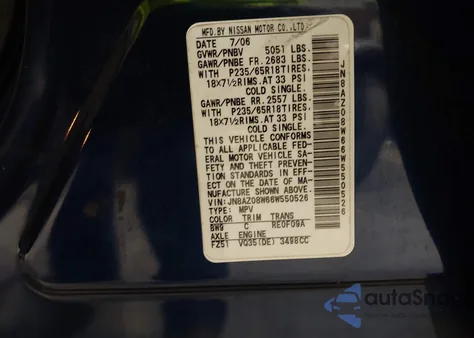 MFD.BY NISSAN MOTOR CO.,LTD.
DATE 7/06
GVWR/PNBV 5051 LBS.
GAWR/PNBE FR. 2683 LBS.
WITH P235/65R18TIRES.
18X7½RIMS.AT 33 PSI
COLD SINGLE.
GAWR/PNBE RR. 2557 LBS.
WITH P235/65R18TIRES.
18X7½RIMS.AT 33 PSI
COLD SINGLE.
THIS VEHICLE CONFORMS
TO ALL APPLICABLE FED-
ERAL MOTOR VEHICLE SA-
FETY AND THEFT PREVEN-
TION STANDARDS IN EFF-
ECT ON THE DATE OF MA-
NUFACTURE SHOWN ABOVE.
VIN:JN8AZ08W66W550526
TYPE: MPV
COLOR TRIM TRANS
BW9 C RE0F09A
AXLE ENGINE
FZ51 VQ35(DE) 3498CC
JN8AZ08W66W550526
autoSnap